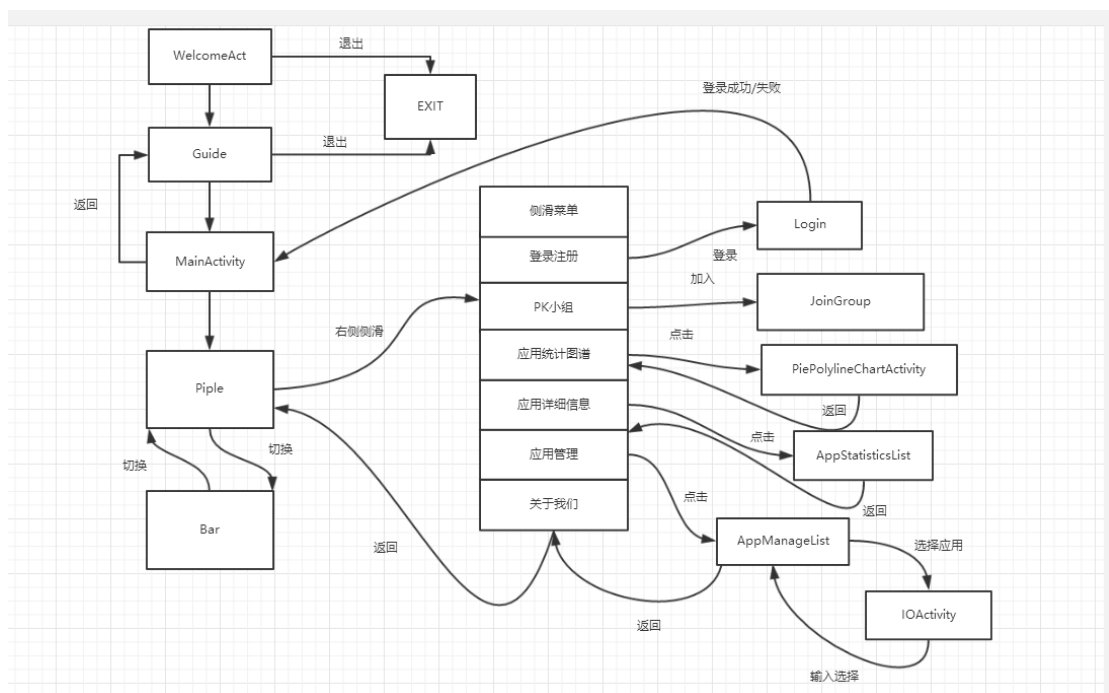 WelcomeAct
退出
EXIT
登录成功/失败
Guide
退出
返回
侧滑菜单
Login
登录注册
登录
MainActivity
加入
PK小组
JoinGroup
右侧侧滑
点击
应用统计图谱
PiePolylineChartActivity
Piple
应用详细信息
返回
点击
切换
切换
应用管理
AppStatisticsList
点击
关于我们
返回
Bar
返回
AppManageList
选择应用
IOActivity
返回
输入选择